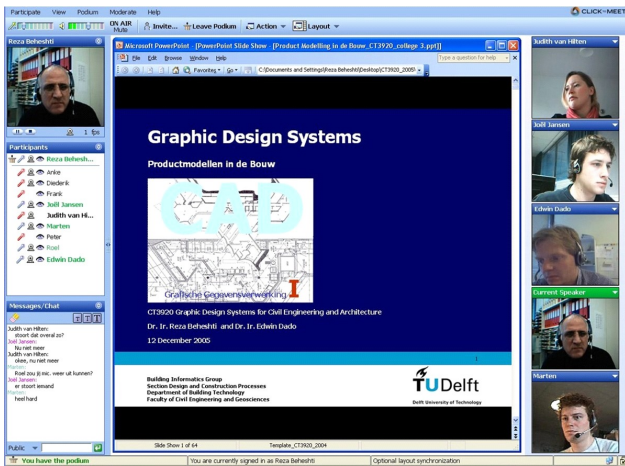 Participate View Podium Moderate Help
CLICK-MEET
ON AIR
Mute
Invite...
Leave Podium
Action
Layout
Reza Beheshti
1 fps
Participants
Reza Behesh...
Anke
Diederik
Frank
Joël Jansen
Judith van Hi...
Marten
Peter
Roel
Edwin Dado
Messages/Chat
T T T
Judith van Hilten:
stoort dat overal zo?
Joël Jansen:
Nu niet meer
Judith van Hilten:
okee, nu niet meer
Marten:
Roel zou jij mic. weer uit kunnen?
Joël Jansen:
er stoort iemand
Marten:
heel hard
Public
You have the podium
Microsoft PowerPoint - [PowerPoint Slide Show - [Product Modelling in de Bouw_CT3920_college 3.ppt]]
File Edit Browse Window Help
Type a question for help
Favorites Go
C:\Documents and Settings\Reza Beheshti\Desktop\CT3920_2005\
Graphic Design Systems
Productmodellen in de Bouw
CAD
Grafische Gegevensverwerking I
CT3920 Graphic Design Systems for Civil Engineering and Architecture
Dr. Ir. Reza Beheshti and Dr. Ir. Edwin Dado
12 December 2005
1
Building Informatics Group
Section Design and Construction Processes
Department of Building Technology
Faculty of Civil Engineering and Geosciences
TUDelft
Delft University of Technology
Slide Show 1 of 64
Template_CT3920_2004
You are currently signed in as Reza Beheshti
Optional layout synchronization
Judith van Hilten
Joël Jansen
Edwin Dado
Current Speaker
Marten